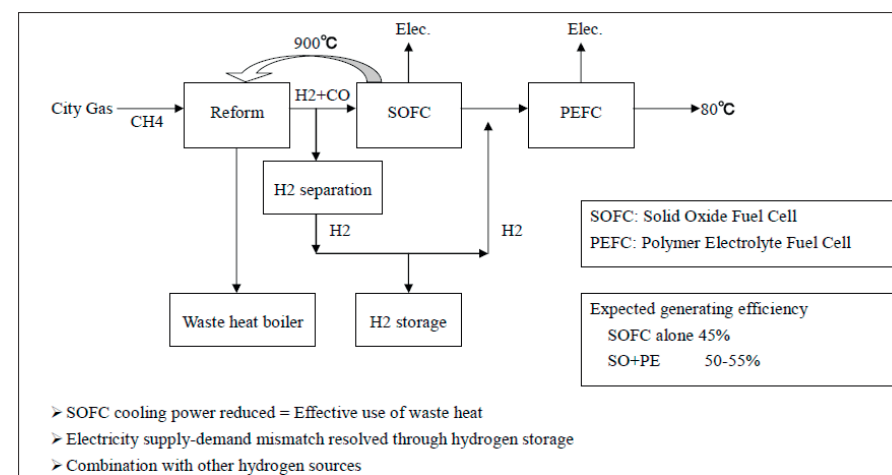 Elec.
Elec.
900℃
City Gas
CH4
Reform
H2+CO
SOFC
PEFC
80℃
H2 separation
H2
H2
SOFC: Solid Oxide Fuel Cell
PEFC: Polymer Electrolyte Fuel Cell
Waste heat boiler
H2 storage
Expected generating efficiency
SOFC alone 45%
SO+PE 50-55%
➢ SOFC cooling power reduced = Effective use of waste heat
➢ Electricity supply-demand mismatch resolved through hydrogen storage
➢ Combination with other hydrogen sources